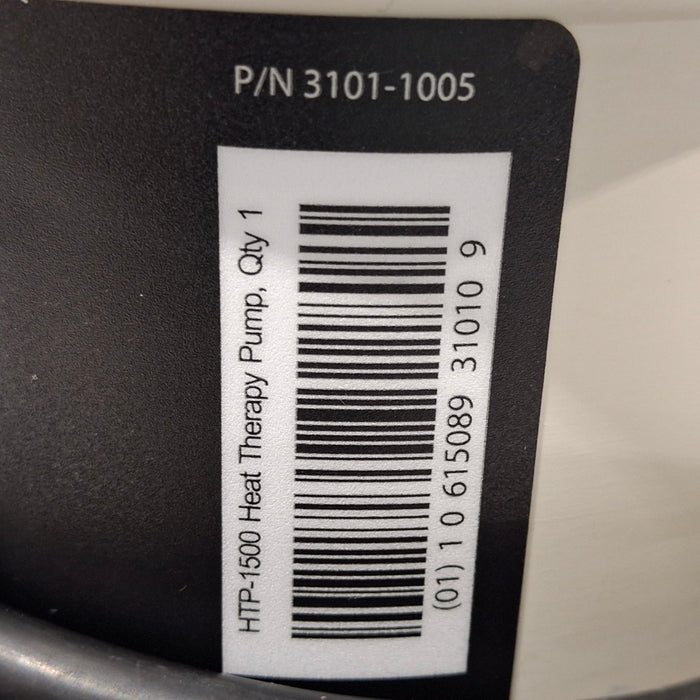 P/N 3101-1005
HTP-1500 Heat Therapy Pump, Qty 1
(01) 1 0 615089 31010 9